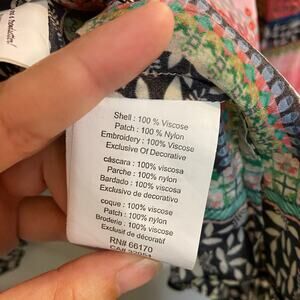 Shell : 100 % Viscose
Patch : 100 % Nylon
Embroidery : 100% Viscose
Exclusive Of Decorative
cáscara : 100% viscosa
Parche : 100% nylon
Bardado : 100% viscosa
Exclusivo de decorativo
coque : 100% viscose
Patch : 100% nylon
Broderie : 100% viscose
Exclusif de décoratif
RN# 66170